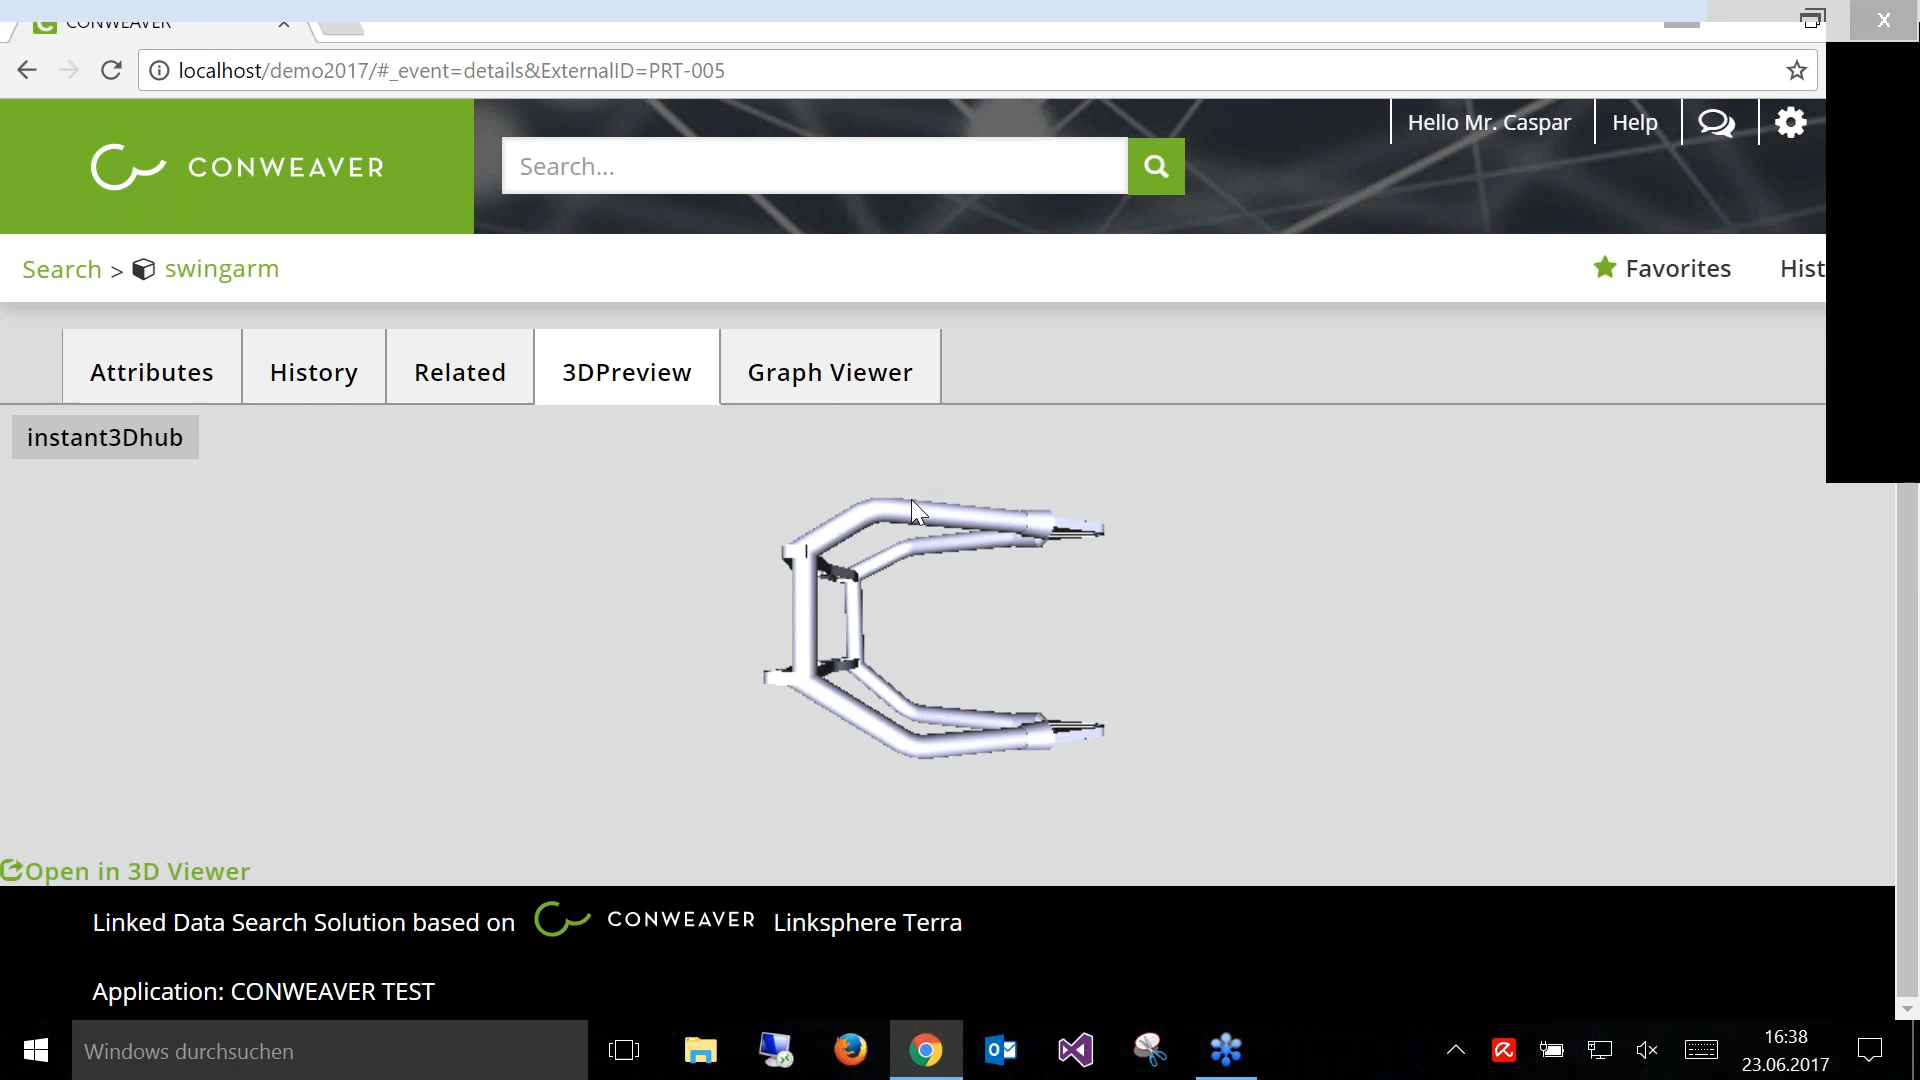 CONWEAVER
localhost/demo2017/#_event=details&ExternalID=PRT-005
Hello Mr. Caspar
Help
CONWEAVER
Search...
Search > swingarm
Favorites
Hist
Attributes
History
Related
3DPreview
Graph Viewer
instant3Dhub
Open in 3D Viewer
Linked Data Search Solution based on CONWEAVER Linksphere Terra
Application: CONWEAVER TEST
Windows durchsuchen
16:38
23.06.2017